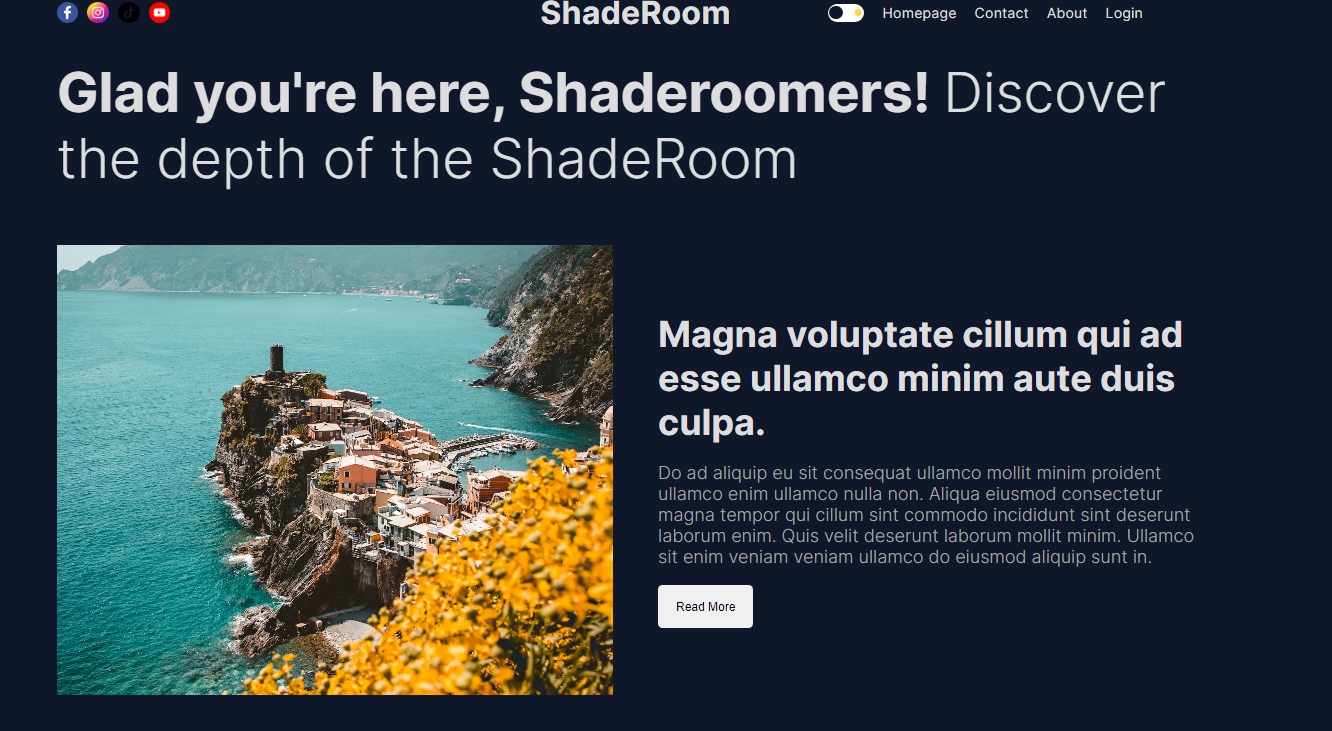 ShadeRoom
Homepage Contact About Login
Glad you're here, Shaderoomers! Discover
the depth of the ShadeRoom
Magna voluptate cillum qui ad
esse ullamco minim aute duis
culpa.
Do ad aliquip eu sit consequat ullamco mollit minim proident
ullamco enim ullamco nulla non. Aliqua eiusmod consectetur
magna tempor qui cillum sint commodo incididunt sint deserunt
laborum enim. Quis velit deserunt laborum mollit minim. Ullamco
sit enim veniam veniam ullamco do eiusmod aliquip sunt in.
Read More